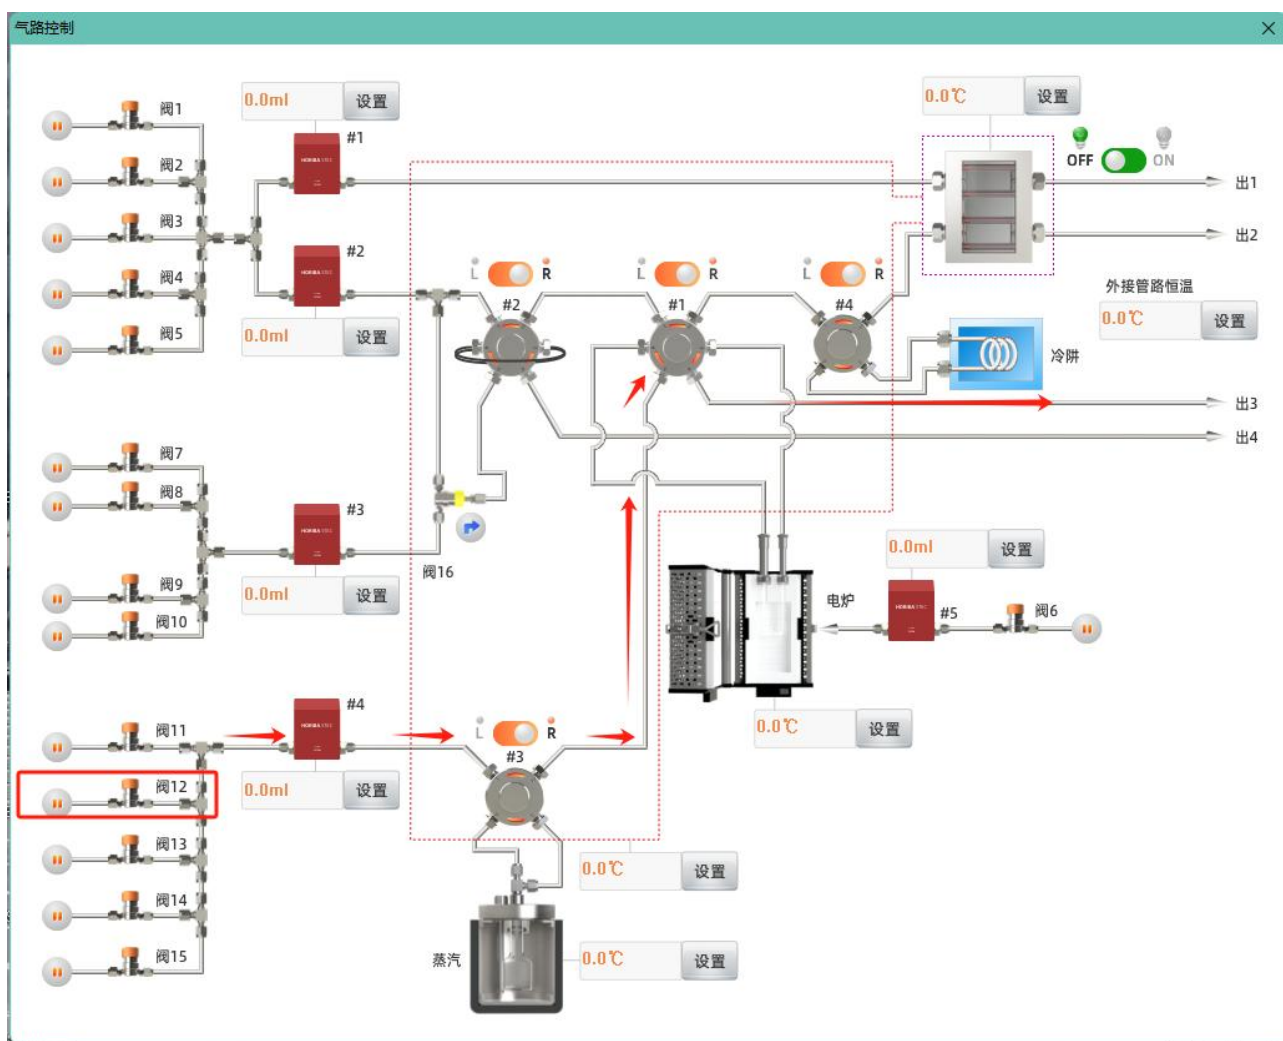 气路控制
0.0ml 设置
0.0℃ 设置
阀1
#1
OFF ON
阀2
出1
阀3
出2
#2
L R
L R
L R
阀4
#2
#1
#4
外接管路恒温
0.0℃ 设置
阀5
0.0ml 设置
冷阱
出3
出4
阀7
阀8
#3
阀16
0.0ml 设置
阀9
0.0ml 设置
阀10
电炉
#5
阀6
#4
0.0℃ 设置
阀11
L R
#3
阀12
0.0ml 设置
阀13
0.0℃ 设置
阀14
阀15
蒸汽
0.0℃ 设置